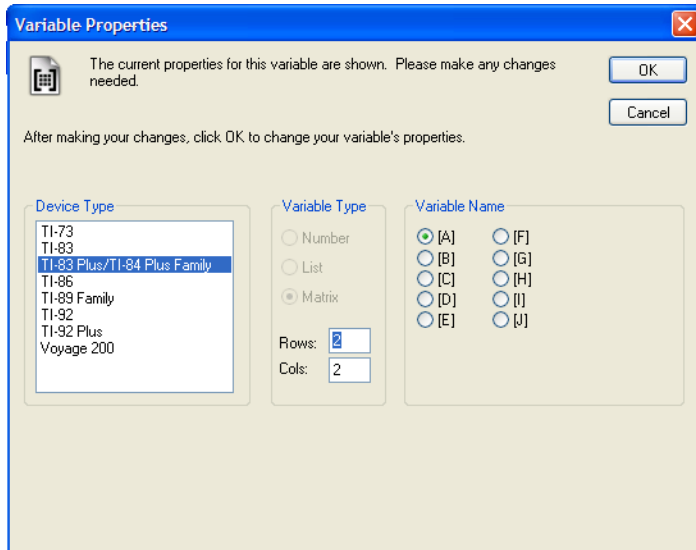 Variable Properties
The current properties for this variable are shown. Please make any changes
needed.
OK
Cancel
After making your changes, click OK to change your variable's properties.
Device Type
TI-73
TI-83
TI-83 Plus/TI-84 Plus Family
TI-86
TI-89 Family
TI-92
TI-92 Plus
Voyage 200
Variable Type
Number
List
Matrix
Rows: 2
Cols: 2
Variable Name
[A] [F]
[B] [G]
[C] [H]
[D] [I]
[E] [J]